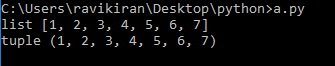 C:\Users\ravikiran\Desktop\python>a.py
list [1, 2, 3, 4, 5, 6, 7]
tuple (1, 2, 3, 4, 5, 6, 7)